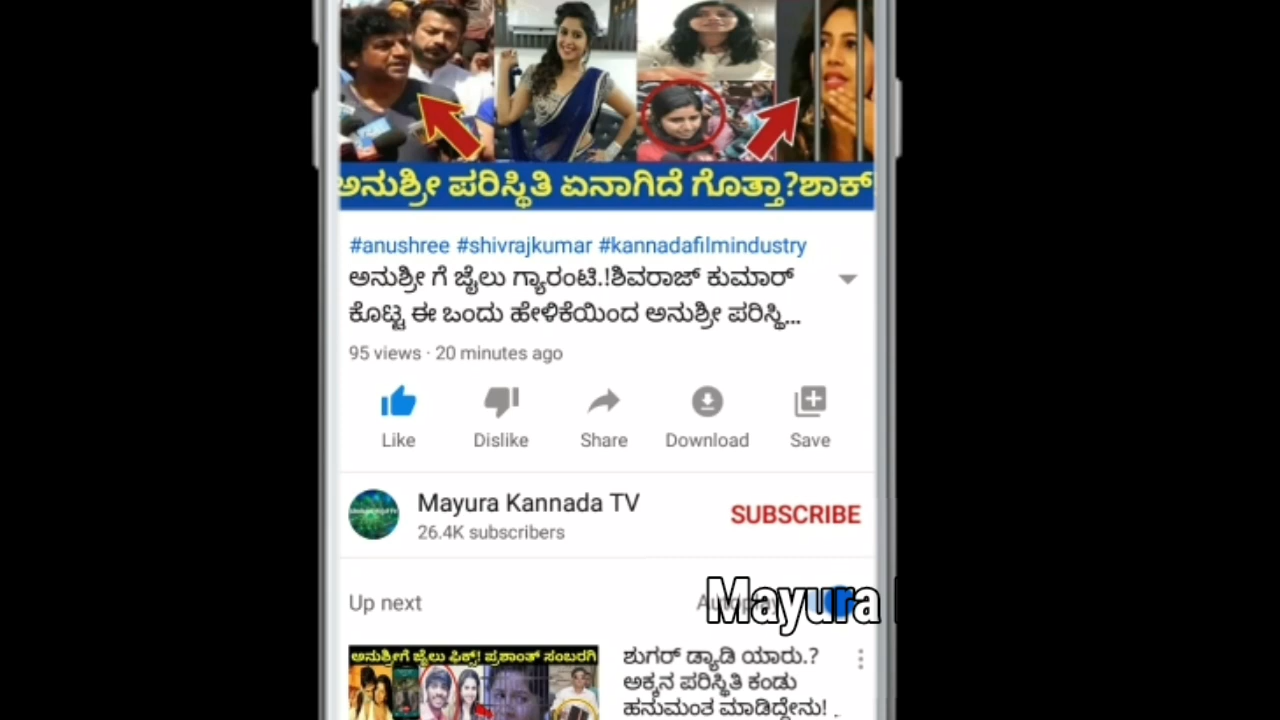 ಅನುಶ್ರೀ ಪರಿಸ್ಥಿತಿ ಏನಾಗಿದೆ ಗೊತ್ತಾ?ಶಾಕ್
#anushree #shivrajkumar #kannadafilmindustry
ಅನುಶ್ರೀ ಗೆ ಜೈಲು ಗ್ಯಾರಂಟಿ.!ಶಿವರಾಜ್ ಕುಮಾರ್
ಕೊಟ್ಟ ಈ ಒಂದು ಹೇಳಿಕೆಯಿಂದ ಅನುಶ್ರೀ ಪರಿಸ್ಥಿ...
95 views · 20 minutes ago
Like Dislike Share Download Save
Mayura Kannada TV
26.4K subscribers
SUBSCRIBE
Up next Autoplay
Mayura
ಅನುಶ್ರೀಗೆ ಜೈಲು ಫಿಕ್ಸ್! ಪ್ರಶಾಂತ್ ಸಂಬರಗಿ
ಶುಗರ್ ಡ್ಯಾಡಿ ಯಾರು.?
ಅಕ್ಕನ ಪರಿಸ್ಥಿತಿ ಕಂಡು
ಹನುಮಂತ ಮಾಡಿದ್ದೇನು!